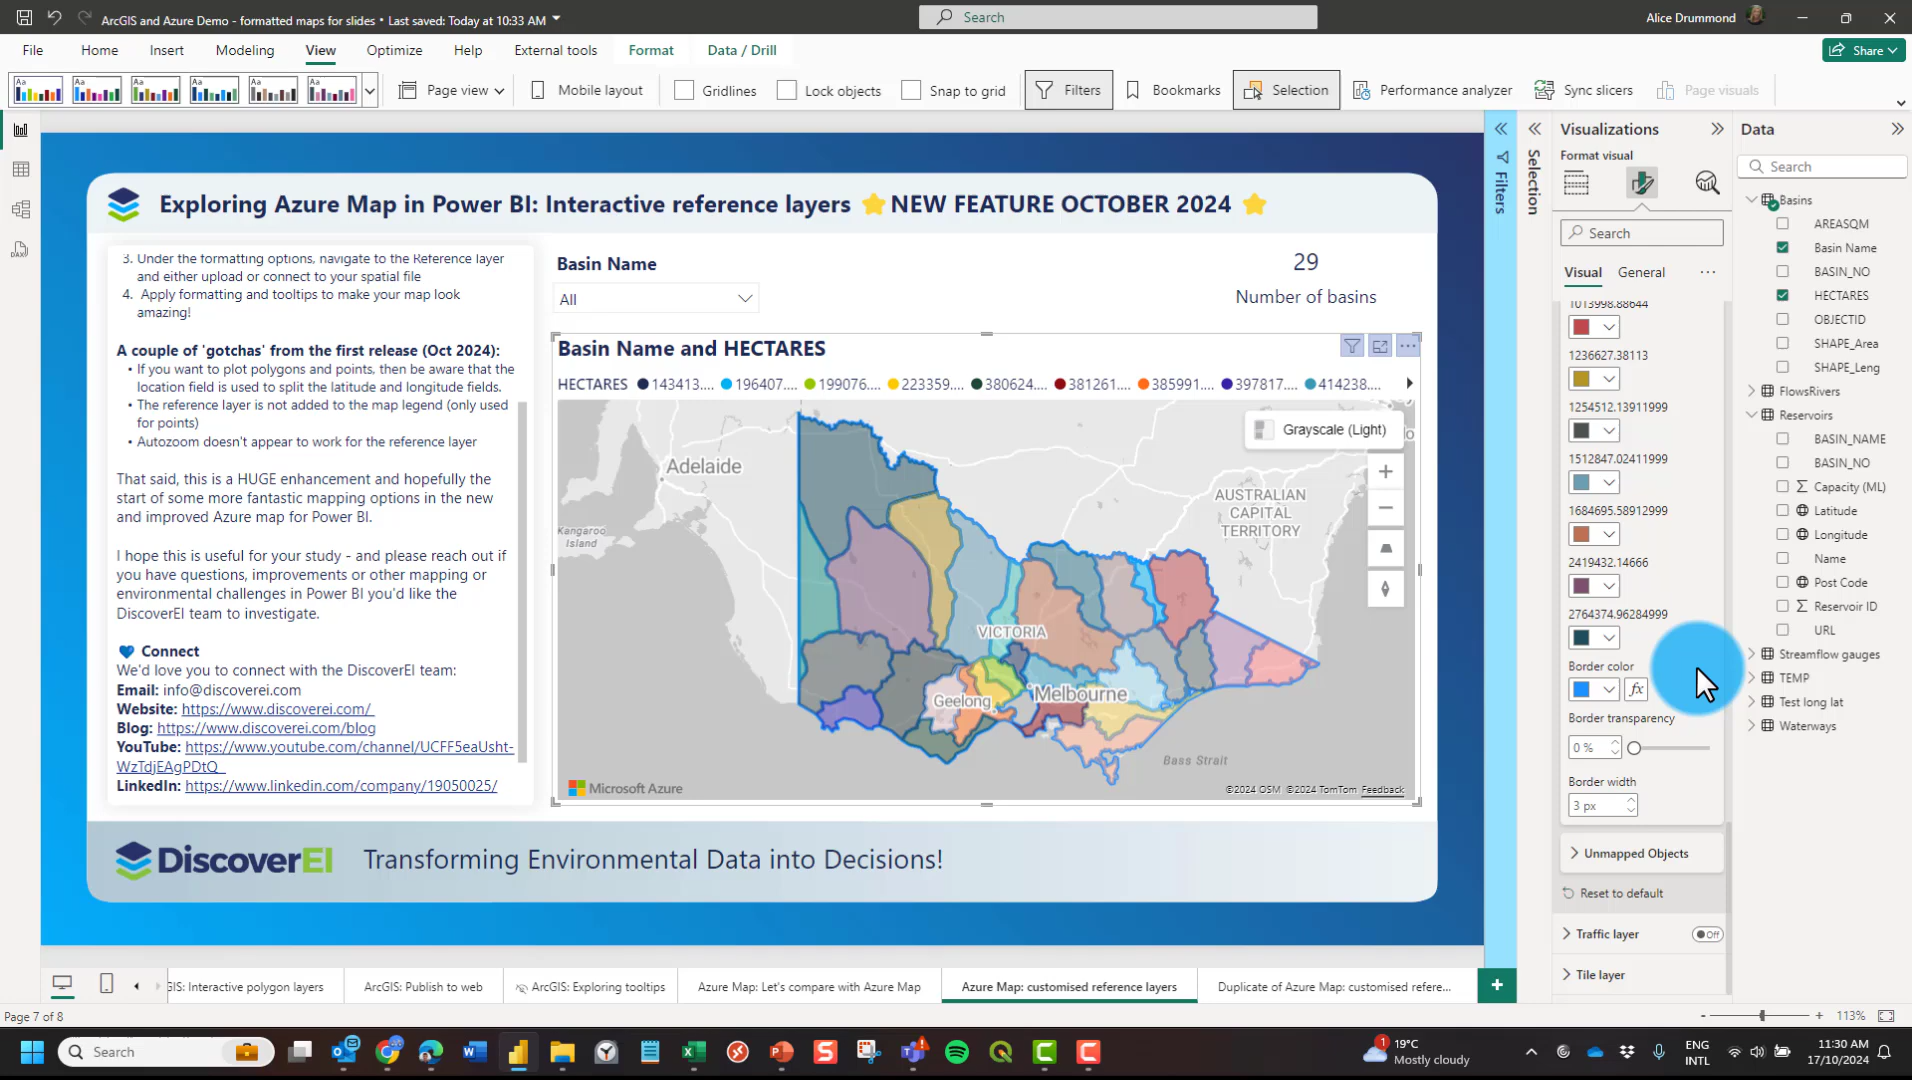 ArcGIS and Azure Demo - formatted maps for slides • Last saved: Today at 10:33 AM
Search
Alice Drummond
File Home Insert Modeling View Optimize Help External tools Format Data / Drill
Share
Page view
Mobile layout
Gridlines
Lock objects
Snap to grid
Filters
Bookmarks
Selection
Performance analyzer
Sync slicers
Page visuals
Exploring Azure Map in Power BI: Interactive reference layers ⭐NEW FEATURE OCTOBER 2024 ⭐
3. Under the formatting options, navigate to the Reference layer
and either upload or connect to your spatial file
4. Apply formatting and tooltips to make your map look
amazing!
A couple of 'gotchas' from the first release (Oct 2024):
• If you want to plot polygons and points, then be aware that the
location field is used to split the latitude and longitude fields.
• The reference layer is not added to the map legend (only used
for points)
• Autozoom doesn't appear to work for the reference layer
That said, this is a HUGE enhancement and hopefully the
start of some more fantastic mapping options in the new
and improved Azure map for Power BI.
I hope this is useful for your study - and please reach out if
you have questions, improvements or other mapping or
environmental challenges in Power BI you'd like the
DiscoverEI team to investigate.
💙 Connect
We'd love you to connect with the DiscoverEI team:
Email: info@discoverei.com
Website: https://www.discoverei.com/
Blog: https://www.discoverei.com/blog
YouTube: https://www.youtube.com/channel/UCFF5eaUsht-
WzTdjEAgPDtQ
LinkedIn: https://www.linkedin.com/company/19050025/
Basin Name
All
29
Number of basins
Basin Name and HECTARES
HECTARES 143413.... 196407.... 199076.... 223359.... 380624.... 381261.... 385991.... 397817.... 414238....
Grayscale (Light)
Adelaide
Kangaroo
Island
AUSTRALIAN
CAPITAL
TERRITORY
VICTORIA
Melbourne
Geelong
Bass Strait
Microsoft Azure
©2024 OSM ©2024 TomTom Feedback
DiscoverEI
Transforming Environmental Data into Decisions!
Filters
Selection
Visualizations
Format visual
Search
Visual General
1013998.88644
1236627.38113
1254512.13911999
1512847.02411999
1684695.58912999
2419432.14666
2764374.96284999
Border color
fx
Border transparency
0 %
Border width
3 px
Unmapped Objects
Reset to default
Traffic layer
Off
Tile layer
Data
Search
Basins
AREASQM
Basin Name
BASIN_NO
HECTARES
OBJECTID
SHAPE_Area
SHAPE_Leng
FlowsRivers
Reservoirs
BASIN_NAME
BASIN_NO
Capacity (ML)
Latitude
Longitude
Name
Post Code
Reservoir ID
URL
Streamflow gauges
TEMP
Test long lat
Waterways
GIS: Interactive polygon layers
ArcGIS: Publish to web
ArcGIS: Exploring tooltips
Azure Map: Let's compare with Azure Map
Azure Map: customised reference layers
Duplicate of Azure Map: customised refere...
Page 7 of 8
113%
Search
19°C
Mostly cloudy
ENG
INTL
11:30 AM
17/10/2024